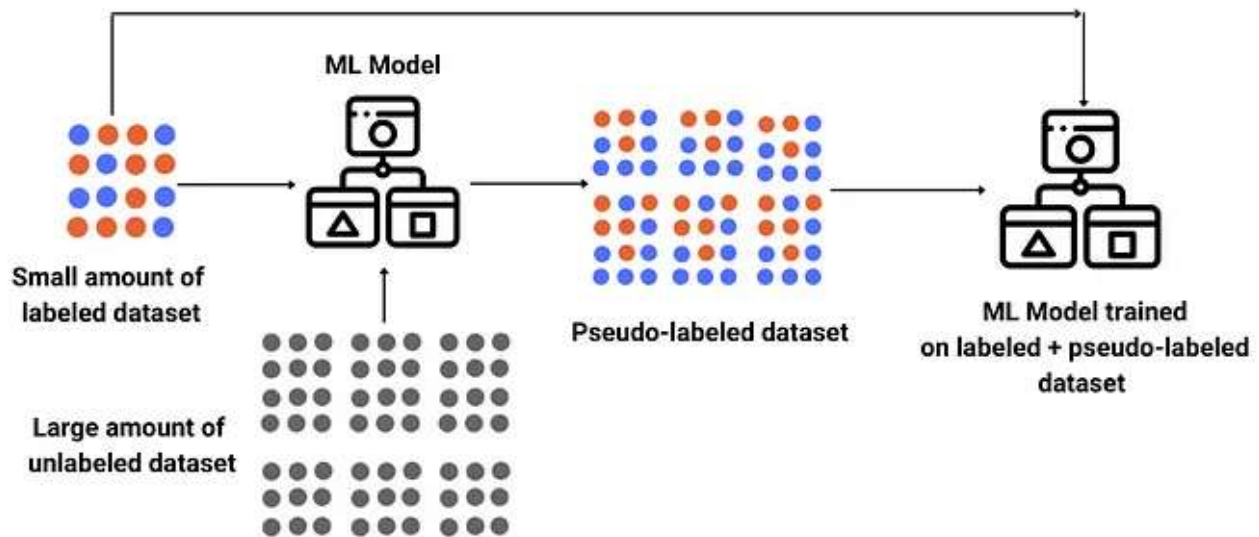 ML Model
Small amount of
labeled dataset
Large amount of
unlabeled dataset
Pseudo-labeled dataset
ML Model trained
on labeled + pseudo-labeled
dataset